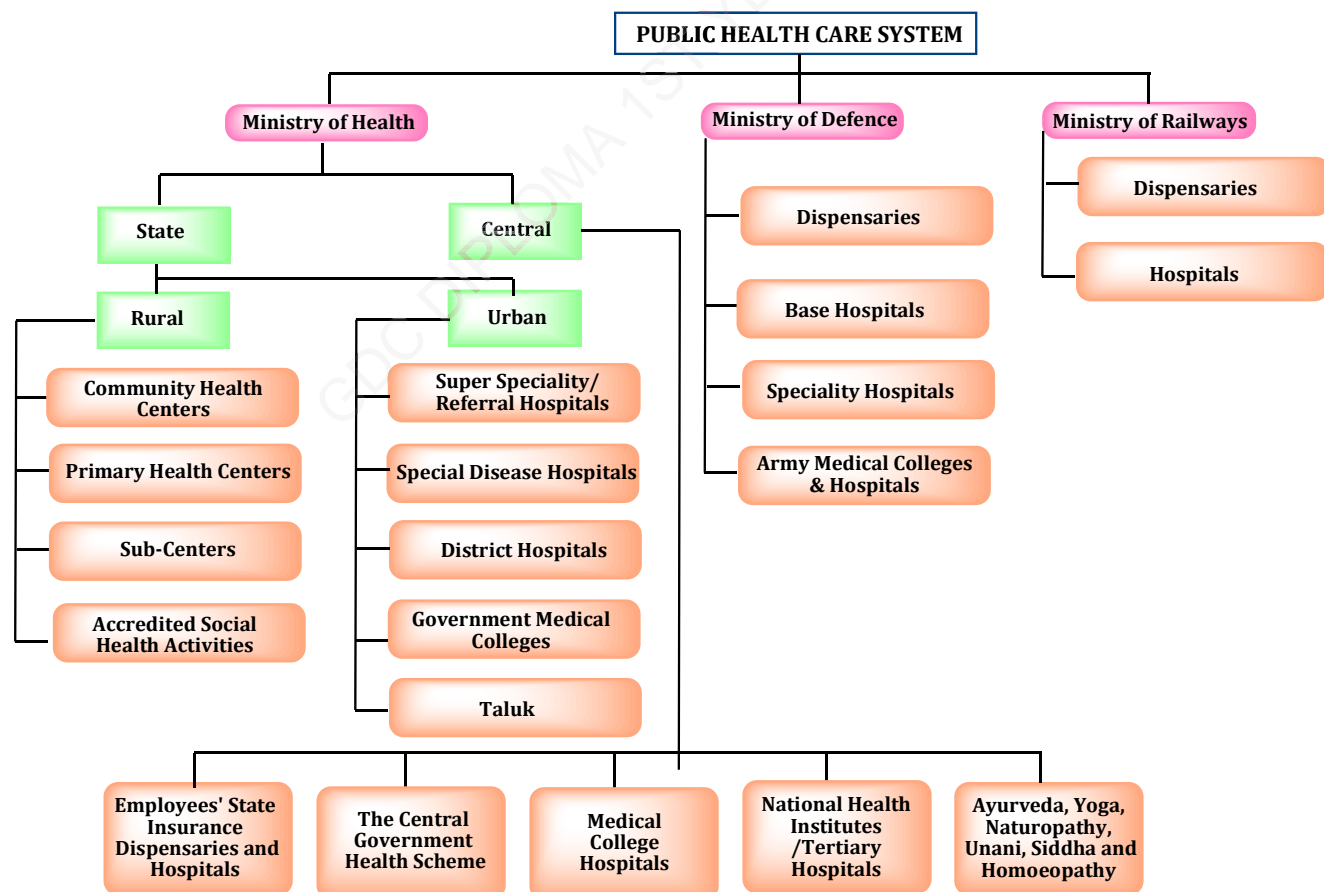 PUBLIC HEALTH CARE SYSTEM
Ministry of Health
Ministry of Defence
Ministry of Railways
State
Central
Rural
Urban
Community Health
Centers
Primary Health Centers
Sub-Centers
Accredited Social
Health Activities
Super Speciality/
Referral Hospitals
Special Disease Hospitals
District Hospitals
Government Medical
Colleges
Taluk
Dispensaries
Base Hospitals
Speciality Hospitals
Army Medical Colleges
& Hospitals
Dispensaries
Hospitals
Employees' State
Insurance
Dispensaries and
Hospitals
The Central
Government
Health Scheme
Medical
College
Hospitals
National Health
Institutes
/Tertiary
Hospitals
Ayurveda, Yoga,
Naturopathy,
Unani, Siddha and
Homoeopathy
GDC DIPLOMA 1ST